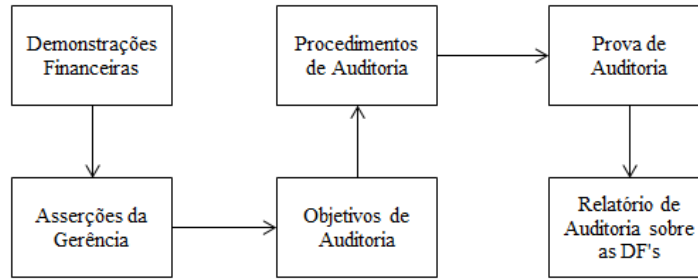 Demonstrações
Financeiras
Procedimentos
de Auditoria
Prova de
Auditoria
Asserções da
Gerência
Objetivos de
Auditoria
Relatório de
Auditoria sobre
as DF's